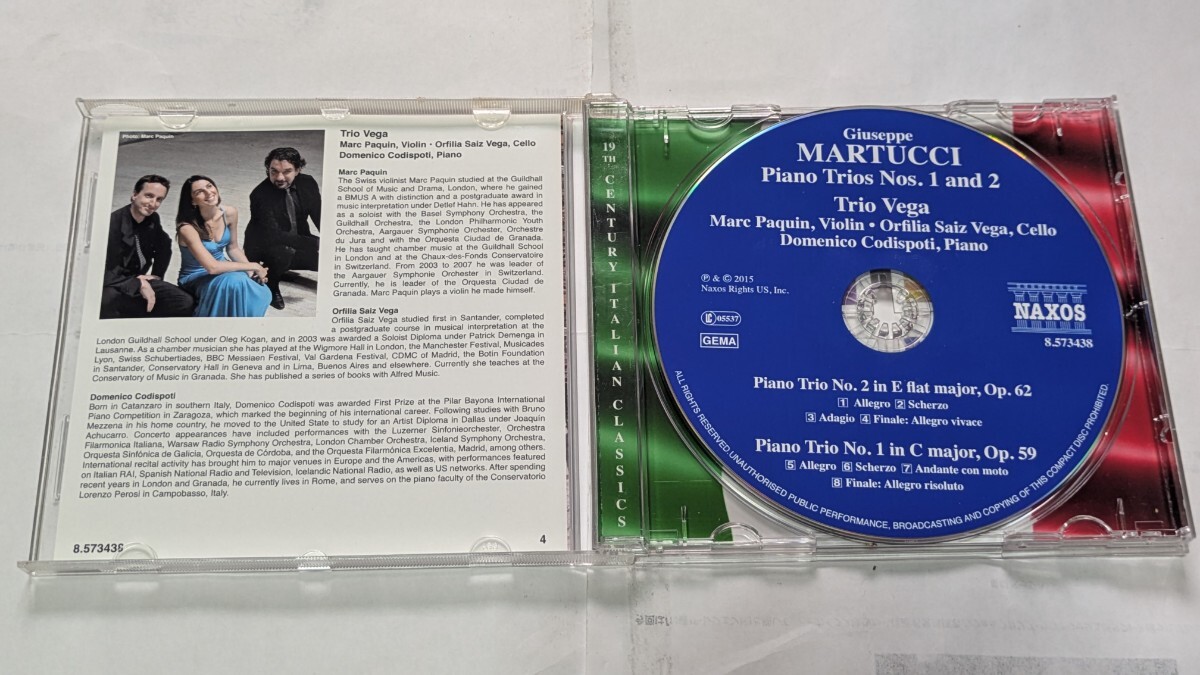 Photo: Marc Paquin
Trio Vega
Marc Paquin, Violin • Orfilia Saiz Vega, Cello
Domenico Codispoti, Piano
Marc Paquin
The Swiss violinist Marc Paquin studied at the Guildhall
School of Music and Drama, London, where he gained
a BMUS A with distinction and a postgraduate award in
music interpretation under Detlef Hahn. He has appeared
as a soloist with the Basel Symphony Orchestra, the
Guildhall Orchestra, the London Philharmonic Youth
Orchestra, Aargauer Symphonie Orchester, Orchestre
du Jura and with the Orquesta Ciudad de Granada.
He has taught chamber music at the Guildhall School
in London and at the Chaux-des-Fonds Conservatoire
in Switzerland. From 2003 to 2007 he was leader of
the Aargauer Symphonie Orchester in Switzerland.
Currently, he is leader of the Orquesta Ciudad de
Granada. Marc Paquin plays a violin he made himself.
Orfilia Saiz Vega
Orfilia Saiz Vega studied first in Santander, completed
a postgraduate course in musical interpretation at the
London Guildhall School under Oleg Kogan, and in 2003 was awarded a Soloist Diploma under Patrick Demenga in
Lausanne. As a chamber musician she has played at the Wigmore Hall in London, the Manchester Festival, Musicades
Lyon, Swiss Schubertiades, BBC Messiaen Festival, Val Gardena Festival, CDMC of Madrid, the Botin Foundation
in Santander, Conservatory Hall in Geneva and in Lima, Buenos Aires and elsewhere. Currently she teaches at the
Conservatory of Music in Granada. She has published a series of books with Alfred Music.
Domenico Codispoti
Born in Catanzaro in southern Italy, Domenico Codispoti was awarded First Prize at the Pilar Bayona International
Piano Competition in Zaragoza, which marked the beginning of his international career. Following studies with Bruno
Mezzena in his home country, he moved to the United State to study for an Artist Diploma in Dallas under Joaquín
Achucarro. Concerto appearances have included performances with the Luzerner Sinfonieorchester, Orchestra
Filarmonica Italiana, Warsaw Radio Symphony Orchestra, London Chamber Orchestra, Iceland Symphony Orchestra,
Orquesta Sinfónica de Galicia, Orquesta de Córdoba, and the Orquesta Filarmónica Excelentia, Madrid, among others.
International recital activity has brought him to major venues in Europe and the Americas, with performances featured
on Italian RAI, Spanish National Radio and Television, Icelandic National Radio, as well as US networks. After spending
recent years in London and Granada, he currently lives in Rome, and serves on the piano faculty of the Conservatorio
Lorenzo Perosi in Campobasso, Italy.
8.573438
4
19TH CENTURY ITALIAN CLASSICS
Giuseppe
MARTUCCI
Piano Trios Nos. 1 and 2
Trio Vega
Marc Paquin, Violin • Orfilia Saiz Vega, Cello
Domenico Codispoti, Piano
℗ & © 2015
Naxos Rights US, Inc.
LC 05537
GEMA
NAXOS
8.573438
Piano Trio No. 2 in E flat major, Op. 62
1 Allegro 2 Scherzo
3 Adagio 4 Finale: Allegro vivace
Piano Trio No. 1 in C major, Op. 59
5 Allegro 6 Scherzo 7 Andante con moto
8 Finale: Allegro risoluto
ALL RIGHTS RESERVED. UNAUTHORISED PUBLIC PERFORMANCE, BROADCASTING AND COPYING OF THIS COMPACT DISC PROHIBITED.